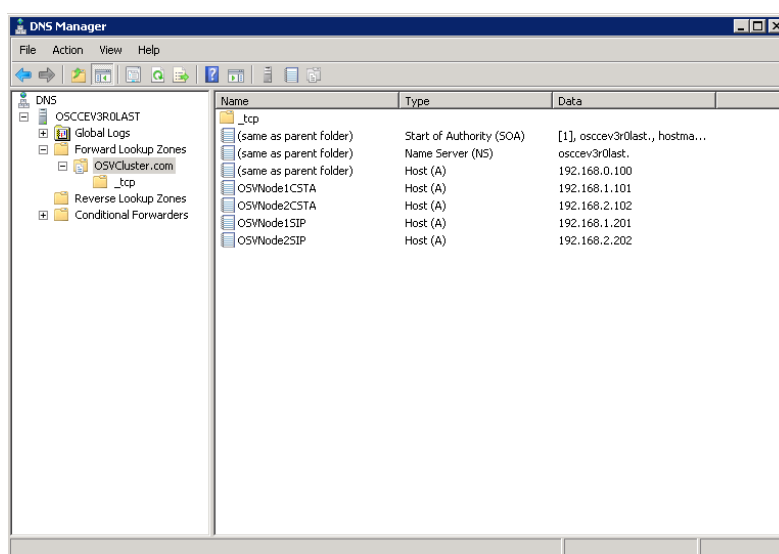 DNS Manager
File Action View Help
DNS
OSCCEV3R0LAST
Global Logs
Forward Lookup Zones
OSVCluster.com
_tcp
Reverse Lookup Zones
Conditional Forwarders
Name Type Data
_tcp
(same as parent folder) Start of Authority (SOA) [1], osccev3r0last., hostma...
(same as parent folder) Name Server (NS) osccev3r0last.
(same as parent folder) Host (A) 192.168.0.100
OSVNode1CSTA Host (A) 192.168.1.101
OSVNode2CSTA Host (A) 192.168.2.102
OSVNode1SIP Host (A) 192.168.1.201
OSVNode2SIP Host (A) 192.168.2.202